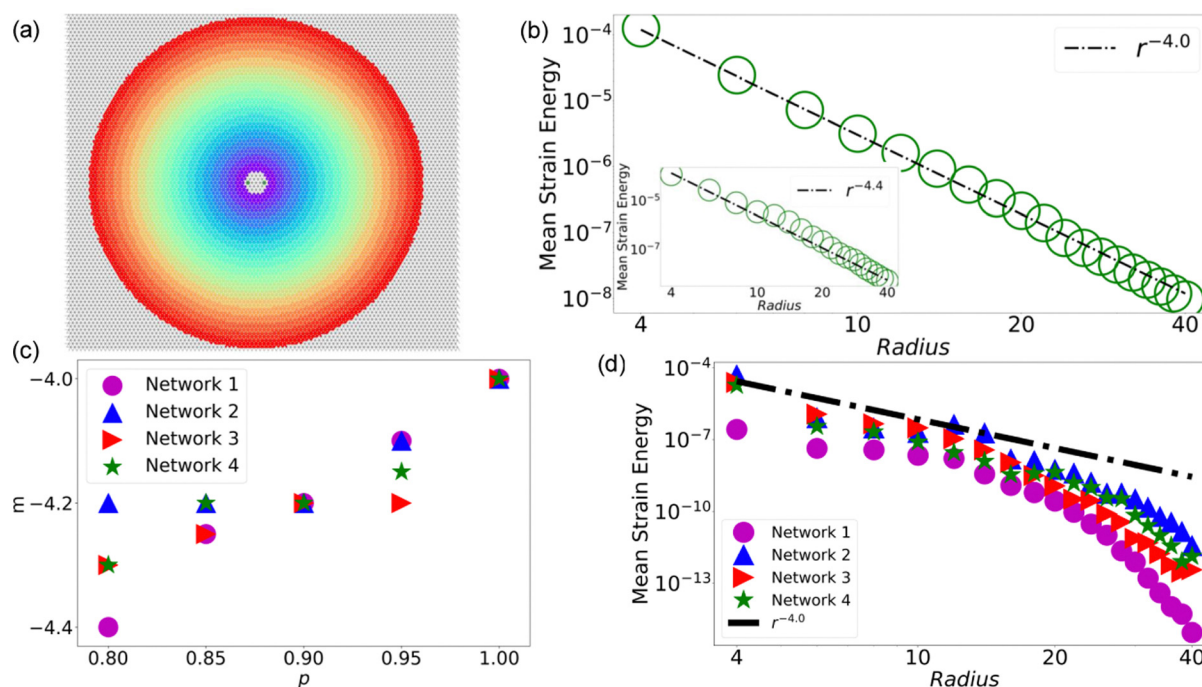 (a)
(b)
10⁻⁴
10⁻⁵
10⁻⁶
10⁻⁷
10⁻⁸
Mean Strain Energy
r⁻⁴·⁰
4
10
20
40
Radius
10⁻⁵
10⁻⁷
Mean Strain Energy
r⁻⁴·⁴
4
10
20
40
Radius
(c)
−4.0
−4.2
−4.4
m
Network 1
Network 2
Network 3
Network 4
0.80
0.85
0.90
0.95
1.00
p
(d)
10⁻⁴
10⁻⁷
10⁻¹⁰
10⁻¹³
Mean Strain Energy
Network 1
Network 2
Network 3
Network 4
r⁻⁴·⁰
4
10
20
40
Radius